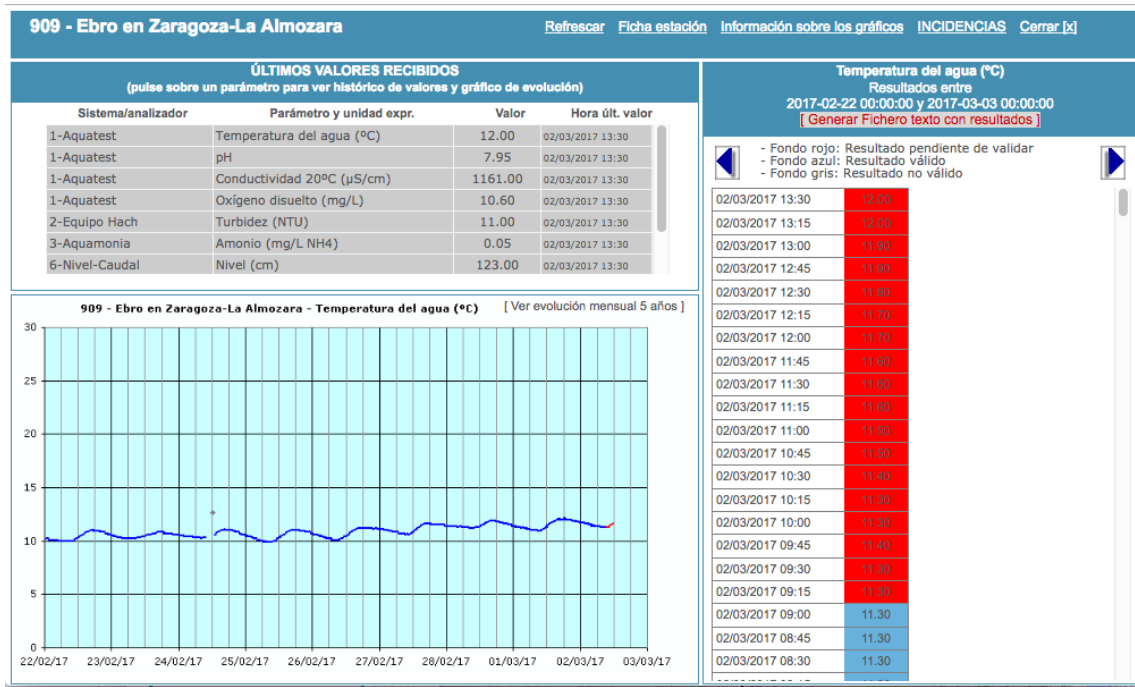 909 - Ebro en Zaragoza-La Almozara
Refrescar Ficha estación Información sobre los gráficos INCIDENCIAS Cerrar [x]
ÚLTIMOS VALORES RECIBIDOS
(pulse sobre un parámetro para ver histórico de valores y gráfico de evolución)
Sistema/analizador Parámetro y unidad expr. Valor Hora últ. valor
1-Aquatest Temperatura del agua (ºC) 12.00 02/03/2017 13:30
1-Aquatest pH 7.95 02/03/2017 13:30
1-Aquatest Conductividad 20ºC (µS/cm) 1161.00 02/03/2017 13:30
1-Aquatest Oxígeno disuelto (mg/L) 10.60 02/03/2017 13:30
2-Equipo Hach Turbidez (NTU) 11.00 02/03/2017 13:30
3-Aquamonia Amonio (mg/L NH4) 0.05 02/03/2017 13:30
6-Nivel-Caudal Nivel (cm) 123.00 02/03/2017 13:30
909 - Ebro en Zaragoza-La Almozara - Temperatura del agua (ºC) [ Ver evolución mensual 5 años ]
30
25
20
15
10
5
0
22/02/17 23/02/17 24/02/17 25/02/17 26/02/17 27/02/17 28/02/17 01/03/17 02/03/17 03/03/17
Temperatura del agua (ºC)
Resultados entre
2017-02-22 00:00:00 y 2017-03-03 00:00:00
[ Generar Fichero texto con resultados ]
- Fondo rojo: Resultado pendiente de validar
- Fondo azul: Resultado válido
- Fondo gris: Resultado no válido
02/03/2017 13:30 12.00
02/03/2017 13:15 12.00
02/03/2017 13:00 11.90
02/03/2017 12:45 11.90
02/03/2017 12:30 11.80
02/03/2017 12:15 11.70
02/03/2017 12:00 11.70
02/03/2017 11:45
02/03/2017 11:30 11.60
02/03/2017 11:15
02/03/2017 11:00 11.50
02/03/2017 10:45
02/03/2017 10:30 11.40
02/03/2017 10:15 11.30
02/03/2017 10:00 11.30
02/03/2017 09:45 11.40
02/03/2017 09:30 11.30
02/03/2017 09:15 11.30
02/03/2017 09:00 11.30
02/03/2017 08:45 11.30
02/03/2017 08:30 11.30